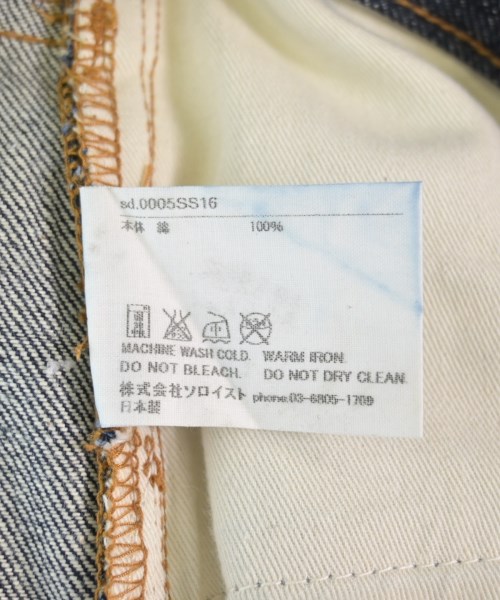 sd.0005SS16
本体 綿 100%
MACHINE WASH COLD. WARM IRON.
DO NOT BLEACH. DO NOT DRY CLEAN.
株式会社ソロイスト phone.03-6805-1709
日本製